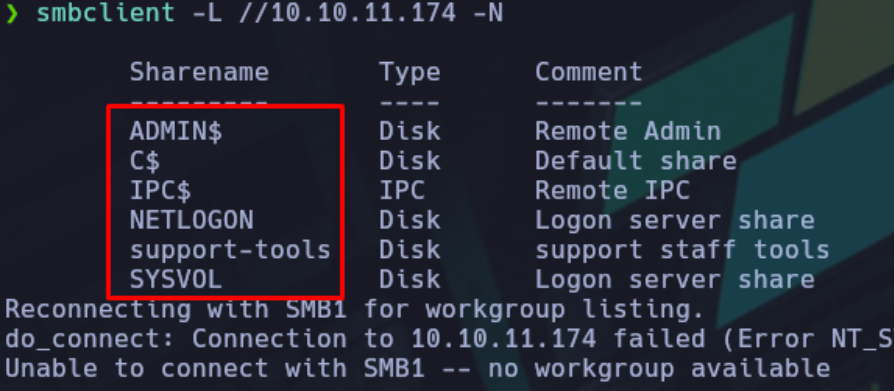 ❯ smbclient -L //10.10.11.174 -N
Sharename Type Comment
--------- ---- -------
ADMIN$ Disk Remote Admin
C$ Disk Default share
IPC$ IPC Remote IPC
NETLOGON Disk Logon server share
support-tools Disk support staff tools
SYSVOL Disk Logon server share
Reconnecting with SMB1 for workgroup listing.
do_connect: Connection to 10.10.11.174 failed (Error NT_S
Unable to connect with SMB1 -- no workgroup available